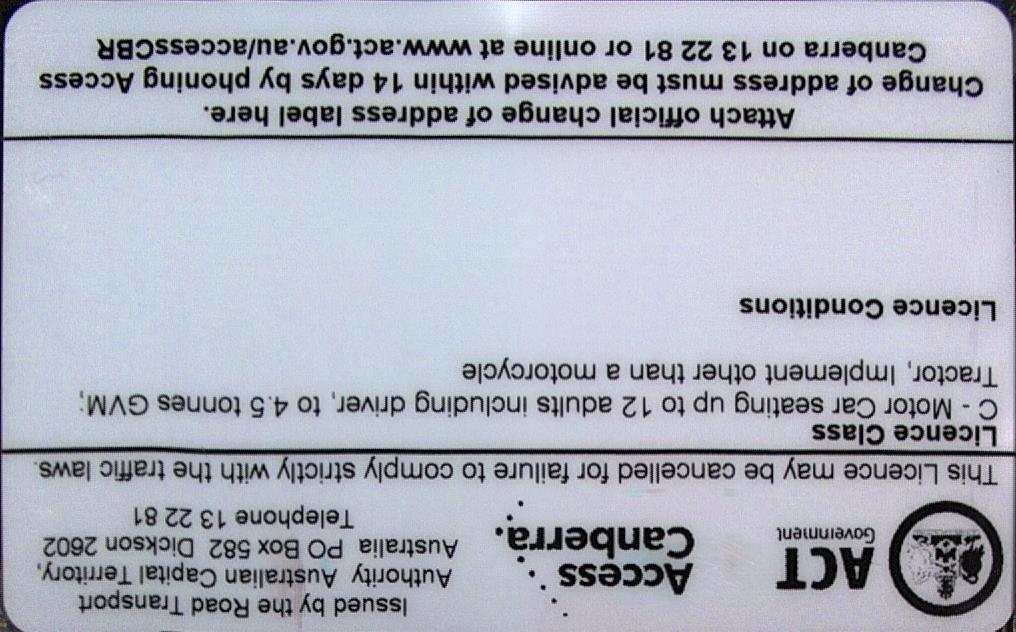 ACT
Government
Access
Canberra.
Issued by the Road Transport
Authority Australian Capital Territory,
Australia PO Box 582 Dickson 2602
Telephone 13 22 81
This Licence may be cancelled for failure to comply strictly with the traffic laws.
Licence Class
C - Motor Car seating up to 12 adults including driver, to 4.5 tonnes GVM;
Tractor, Implement other than a motorcycle
Licence Conditions
Attach official change of address label here.
Change of address must be advised within 14 days by phoning Access
Canberra on 13 22 81 or online at www.act.gov.au/accessCBR